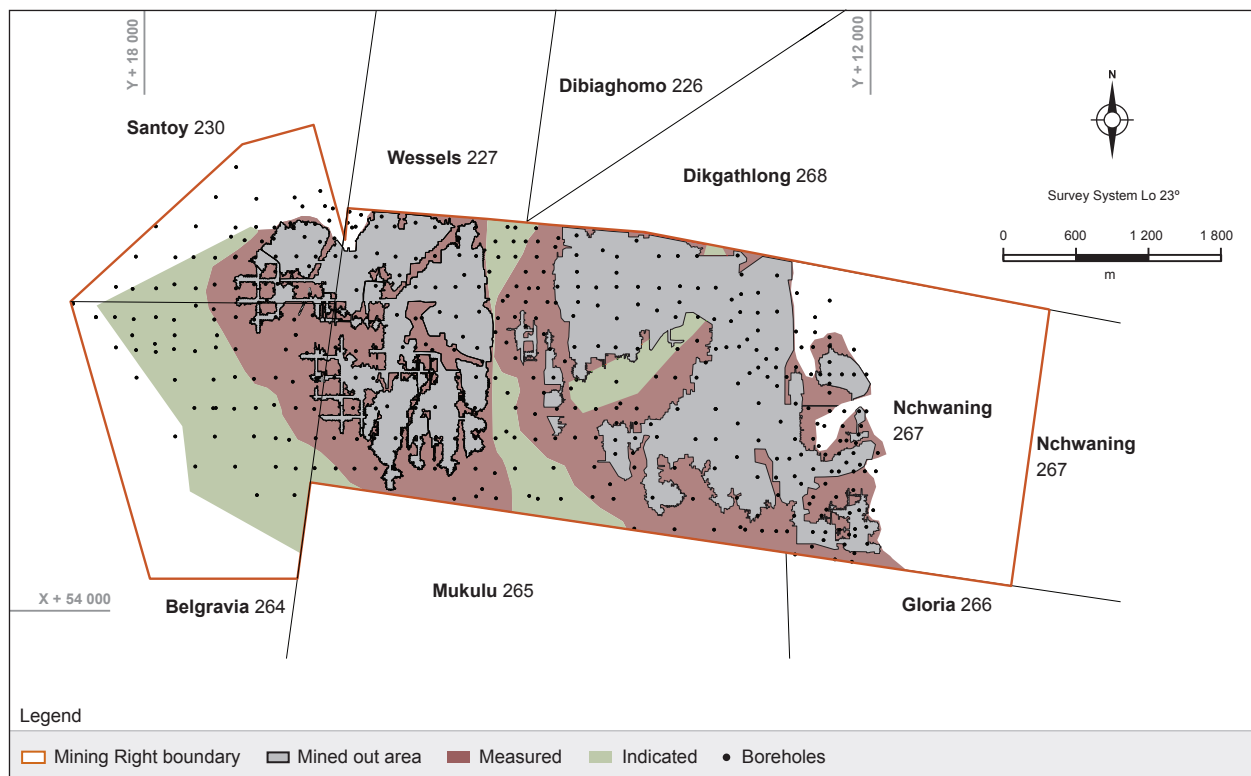 Y + 18 000
Y + 12 000
Dibiaghomo 226
N
Santoy 230
Wessels 227
Dikgathlong 268
Survey System Lo 23º
0 600 1 200 1 800
m
Nchwaning
267
Nchwaning
267
X + 54 000
Belgravia 264
Mukulu 265
Gloria 266
Legend
Mining Right boundary Mined out area Measured Indicated Boreholes